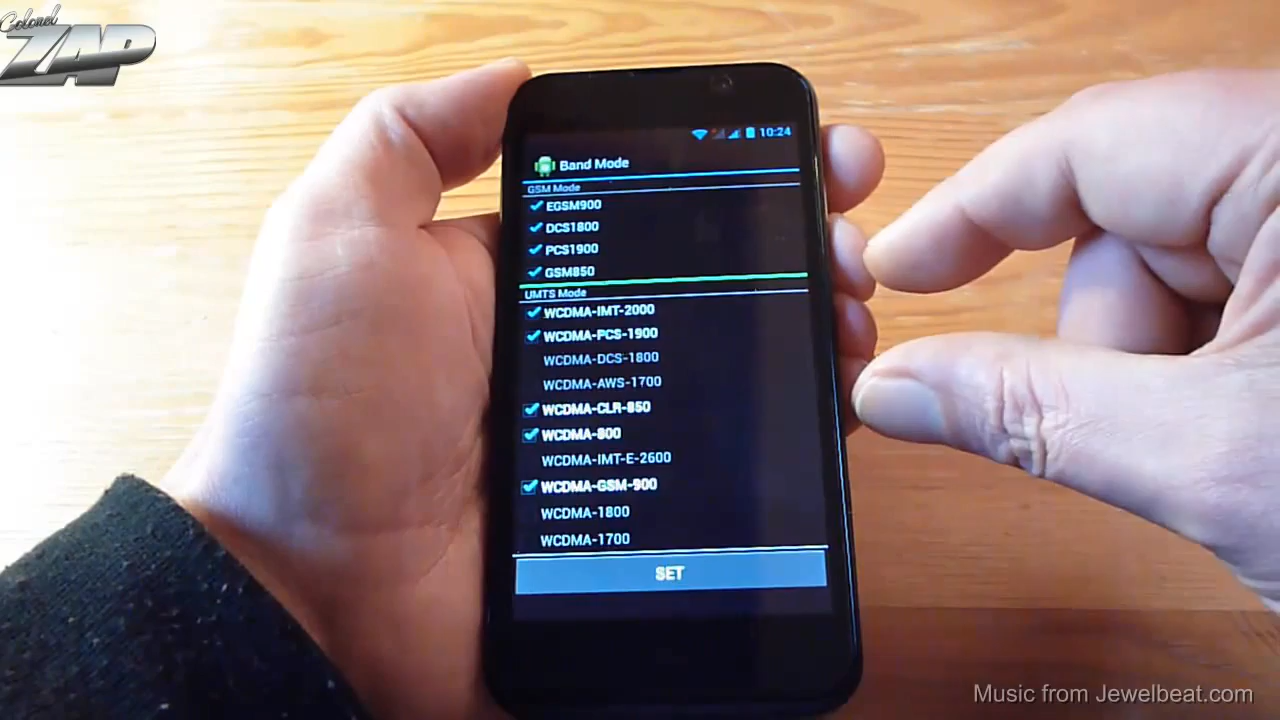 Colonel
ZAP
10:24
Band Mode
GSM Mode
EGSM900
DCS1800
PCS1900
GSM850
UMTS Mode
WCDMA-IMT-2000
WCDMA-PCS-1900
WCDMA-DCS-1800
WCDMA-AWS-1700
WCDMA-CLR-850
WCDMA-800
WCDMA-IMT-E-2600
WCDMA-GSM-900
WCDMA-1800
WCDMA-1700
SET
Music from Jewelbeat.com